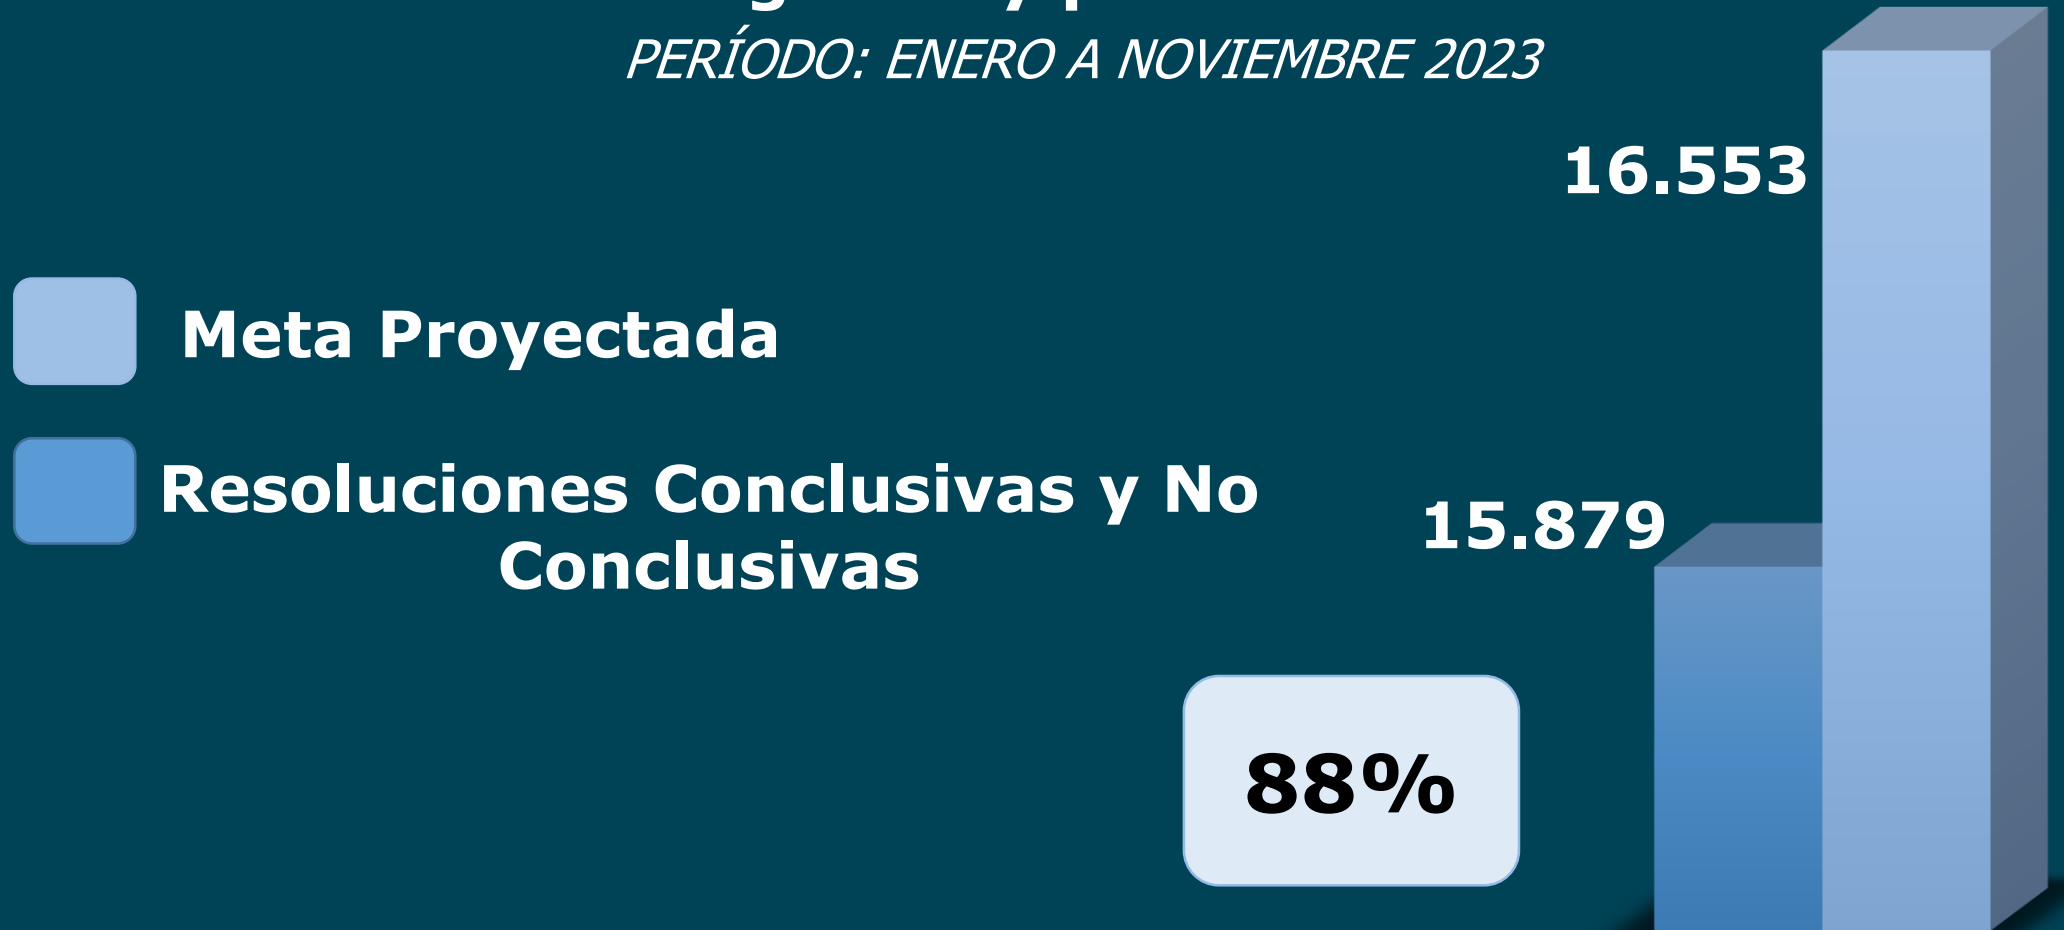 PERÍODO: ENERO A NOVIEMBRE 2023
16.553
Meta Proyectada
Resoluciones Conclusivas y No
Conclusivas
15.879
88%